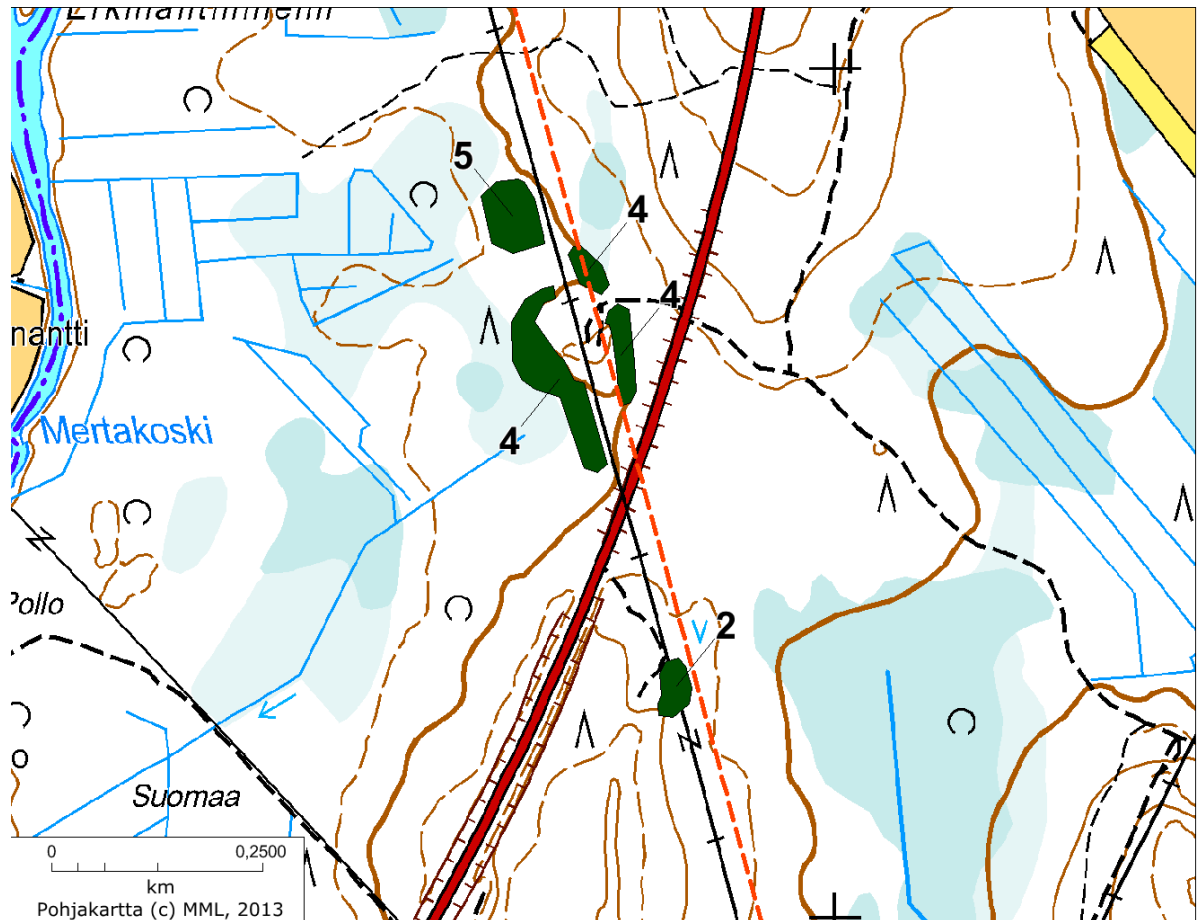 5
4
4
nantti
Mertakoski
4
Pollo
2
o
Suomaa
0 0,2500
km
Pohjakartta (c) MML, 2013